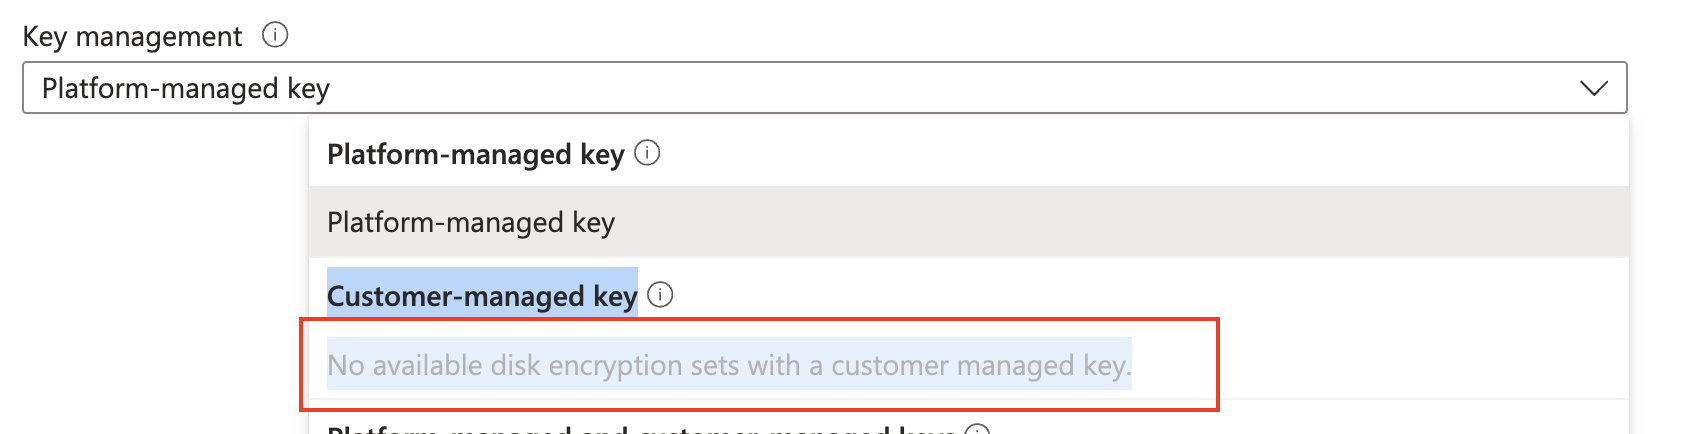 Key management
Platform-managed key
Platform-managed key
Platform-managed key
Customer-managed key
No available disk encryption sets with a customer managed key.
Platform-managed and customer-managed keys